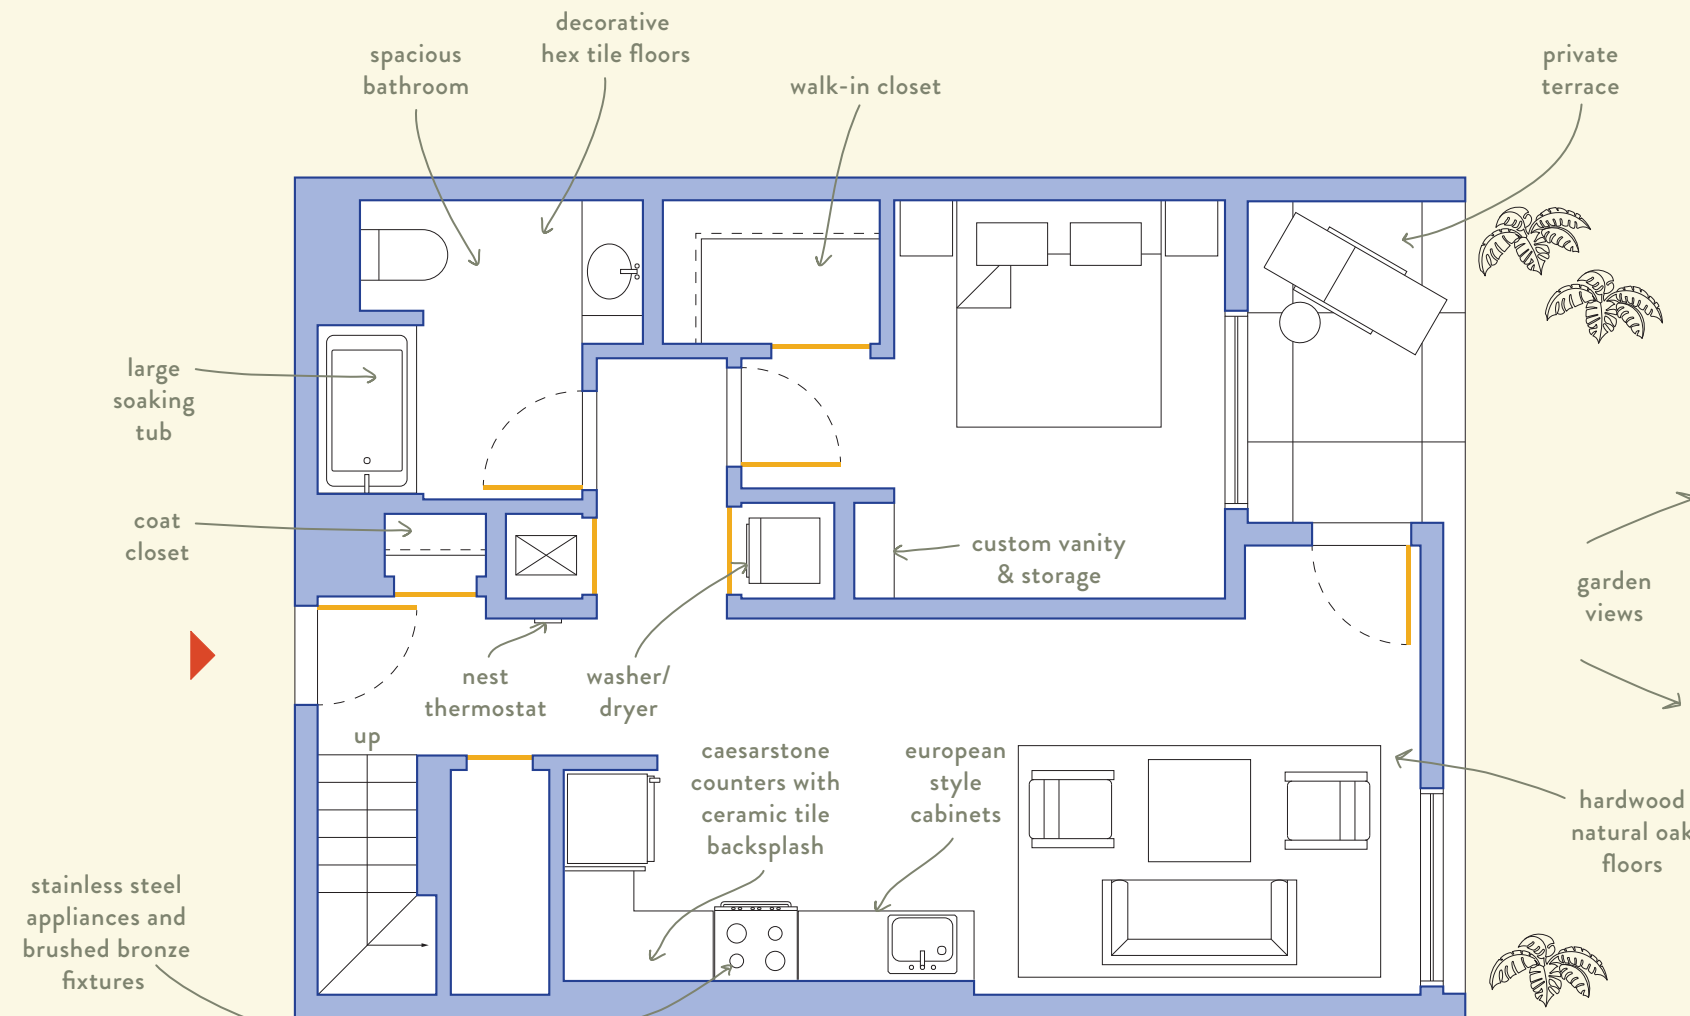 decorative
hex tile floors
spacious
bathroom
walk-in closet
private
terrace
large
soaking
tub
coat
closet
custom vanity
& storage
garden
views
nest
thermostat
washer/
dryer
up
caesarstone
counters with
ceramic tile
backsplash
european
style
cabinets
hardwood
natural oak
floors
stainless steel
appliances and
brushed bronze
fixtures